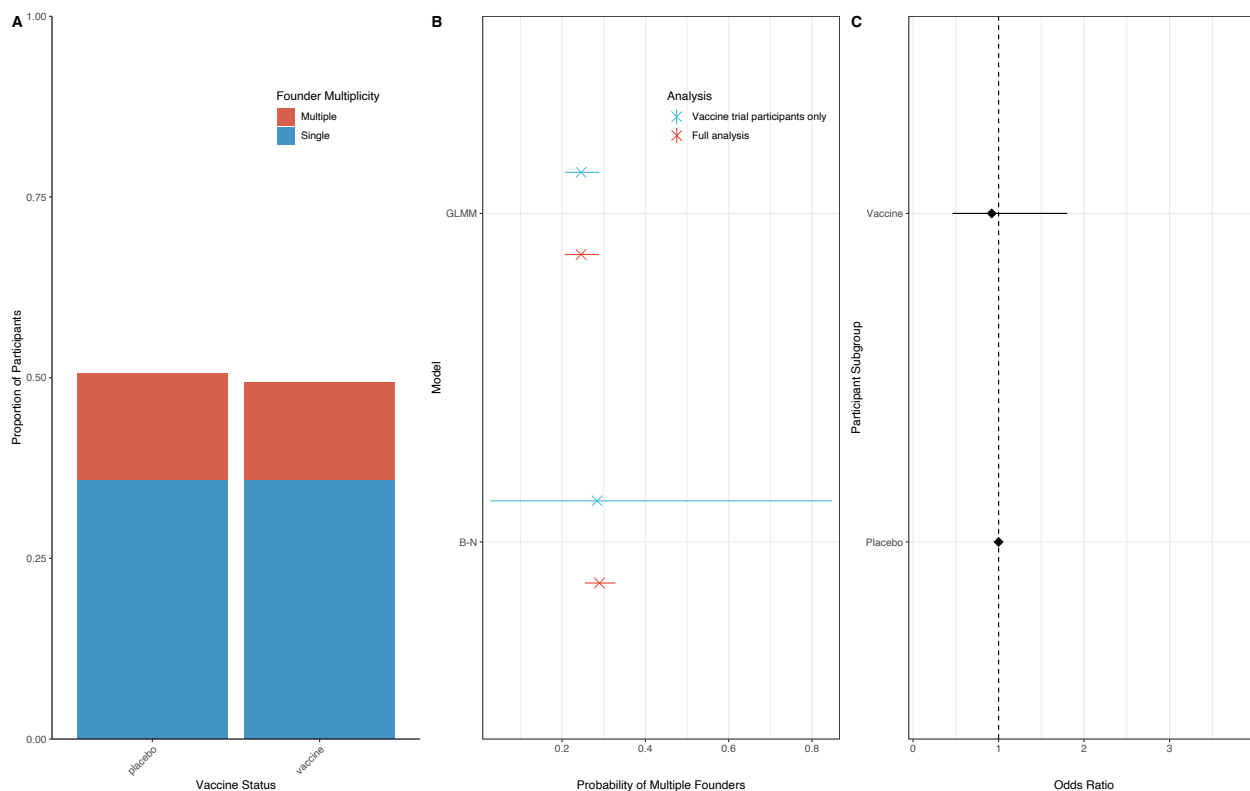 A
1.00
0.75
0.50
0.25
0.00
Proportion of Participants
Founder Multiplicity
Multiple
Single
placebo
vaccine
Vaccine Status
B
Analysis
Vaccine trial participants only
Full analysis
GLMM
Model
B-N
0.2
0.4
0.6
0.8
Probability of Multiple Founders
C
Vaccine
Participant Subgroup
Placebo
0
1
2
3
Odds Ratio